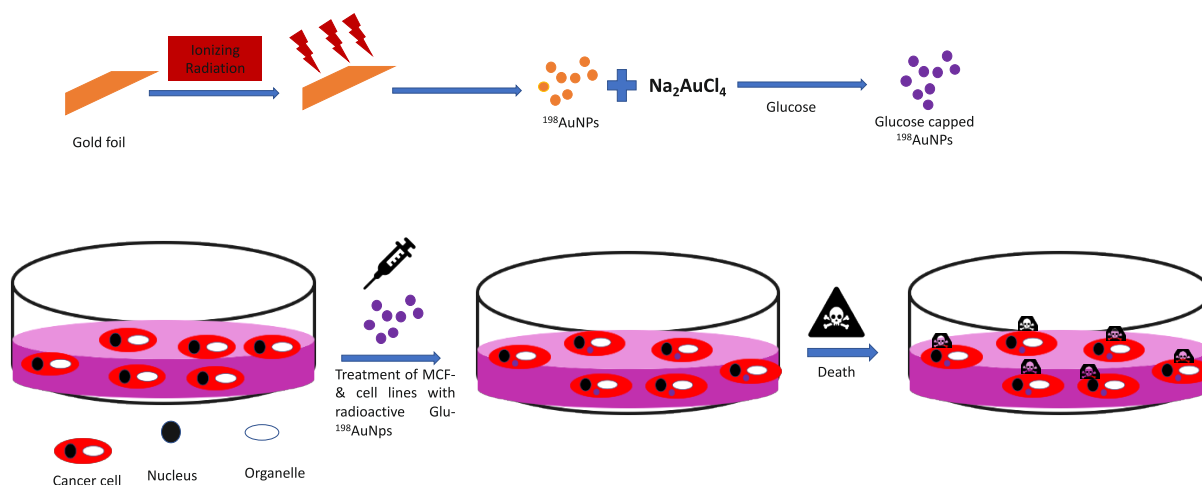 Ionizing
Radiation
Gold foil
¹⁹⁸AuNPs
Na₂AuCl₄
Glucose
Glucose capped
¹⁹⁸AuNPs
Treatment of MCF-
& cell lines with
radioactive Glu-
¹⁹⁸AuNps
Death
Cancer cell
Nucleus
Organelle